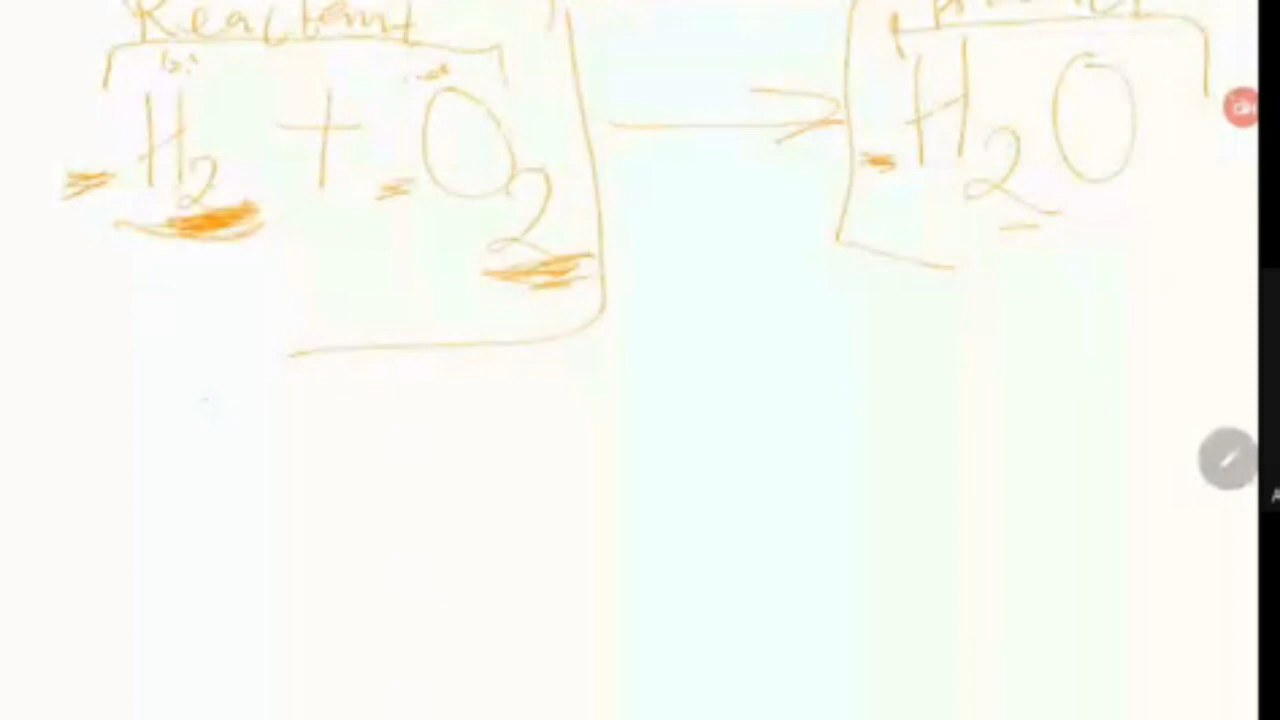 Reactant
H₂ + O₂ → H₂O